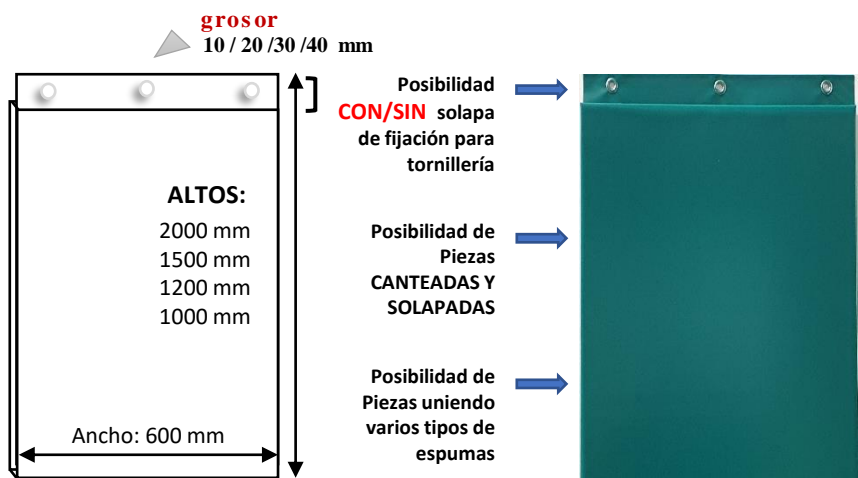 grosor
10 / 20 /30 /40 mm
ALTOS:
2000 mm
1500 mm
1200 mm
1000 mm
Ancho: 600 mm
Posibilidad
CON/SIN solapa
de fijación para
tornillería
Posibilidad de
Piezas
CANTEADAS Y
SOLAPADAS
Posibilidad de
Piezas uniendo
varios tipos de
espumas